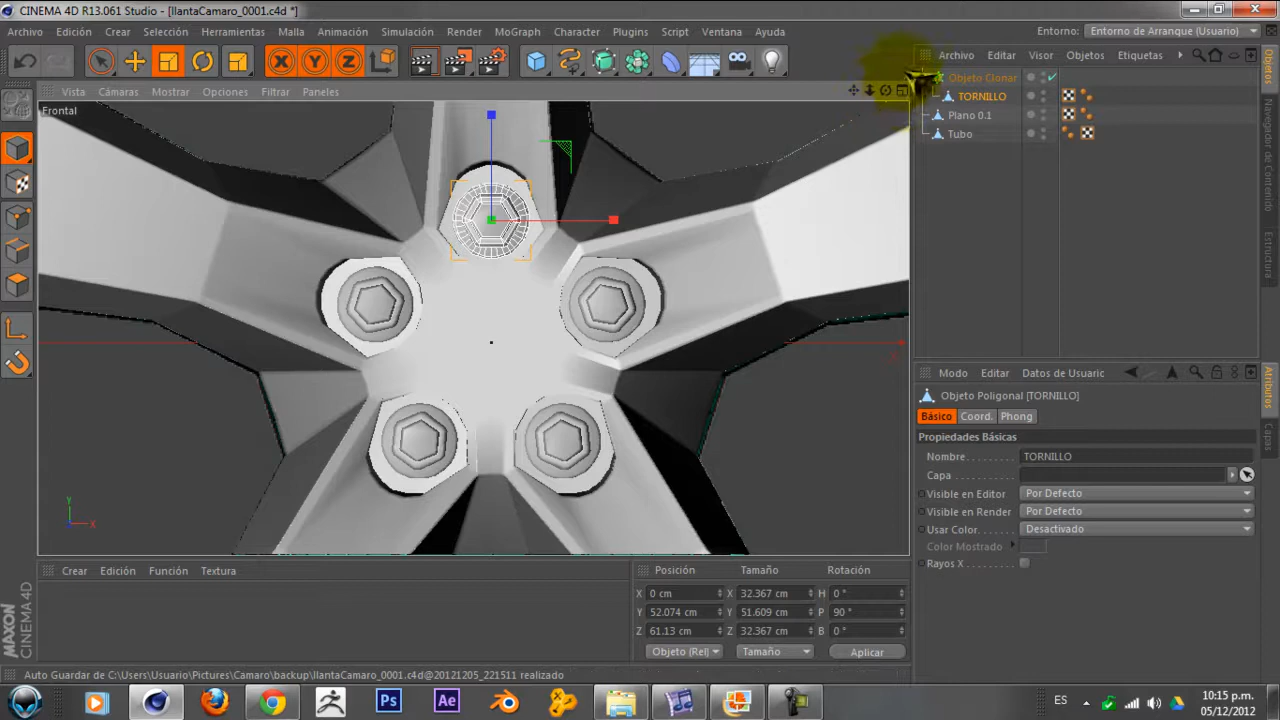 CINEMA 4D R13.061 Studio - [llantaCamaro_0001.c4d *]
Archivo Edición Crear Selección Herramientas Malla Animación Simulación Render MoGraph Character Plugins Script Ventana Ayuda Entorno: Entorno de Arranque (Usuario)
Archivo Editar Visor Objetos Etiquetas
Objeto Clonar
TORNILLO
Plano 0.1
Tubo
Objetos
Navegador de Contenido
Estructura
Vista Cámaras Mostrar Opciones Filtrar Paneles
Frontal
X
Y
X
Modo Editar Datos de Usuario
Objeto Poligonal [TORNILLO]
Básico Coord. Phong
Propiedades Básicas
Nombre TORNILLO
Capa
Visible en Editor Por Defecto
Visible en Render Por Defecto
Usar Color Desactivado
Color Mostrado
Rayos X
Atributos
Capas
Crear Edición Función Textura
Posición Tamaño Rotación
X 0 cm X 32.367 cm H 0 °
Y 52.074 cm Y 51.609 cm P 90 °
Z 61.13 cm Z 32.367 cm B 0 °
Objeto (Rel) Tamaño Aplicar
MAXON
CINEMA 4D
Auto Guardar de C:\Users\Usuario\Pictures\Camaro\backup\llantaCamaro_0001.c4d@20121205_221511 realizado
Ps
Ae
ES
10:15 p.m.
05/12/2012